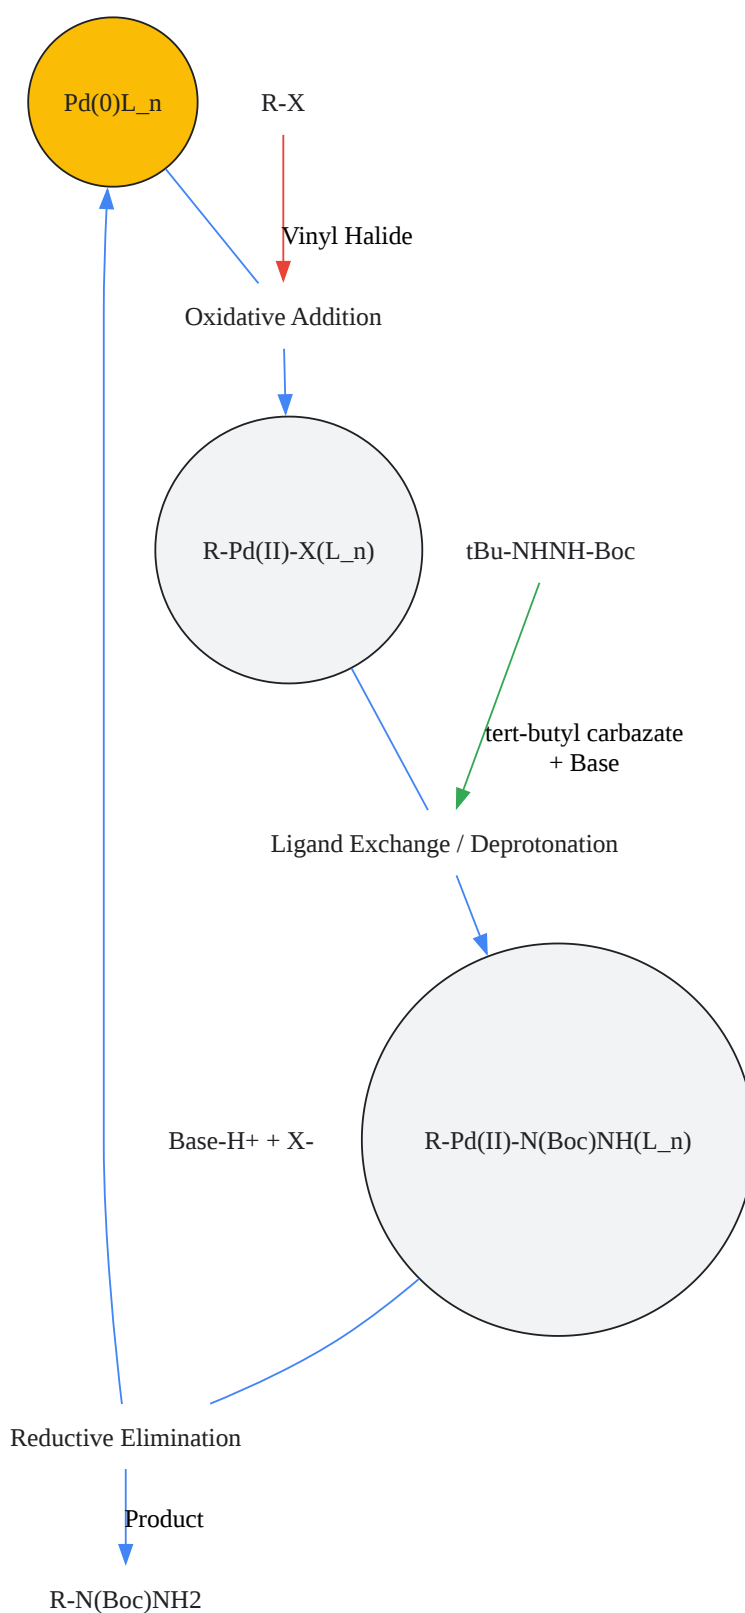 Pd(0)L_n
R-X
Vinyl Halide
Oxidative Addition
R-Pd(II)-X(L_n)
tBu-NHNH-Boc
tert-butyl carbazate
+ Base
Ligand Exchange / Deprotonation
Base-H+ + X-
R-Pd(II)-N(Boc)NH(L_n)
Reductive Elimination
Product
R-N(Boc)NH2